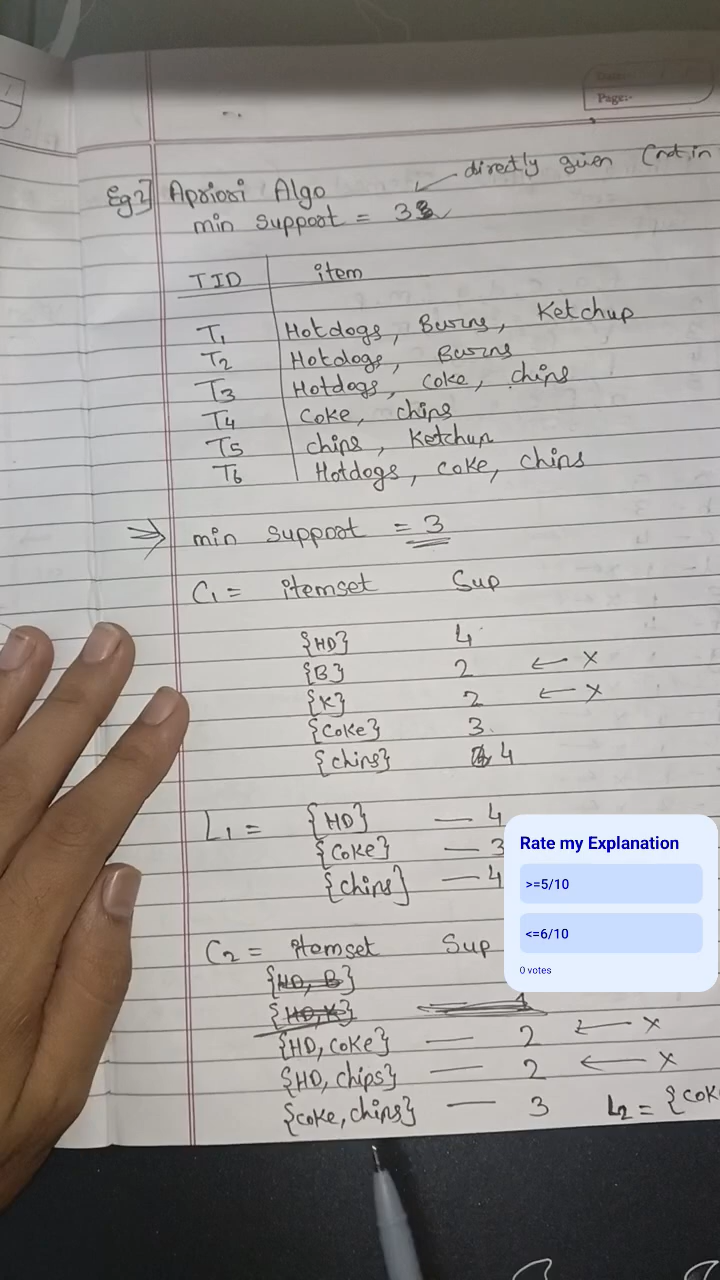 Page:-
directly given (not, in
Eg 2] Apriori Algo
min support = 3
TID item
T1 Hotdogs, Burns, Ketchup
T2 Hotdogs, Burns
T3 Hotdogs, coke, chips
T4 coke, chips
T5 chips, Ketchup
T6 Hotdogs, coke, chips
=> min support = 3
C1 = itemset Sup
{HD} 4
{B} 2 ← x
{K} 2 ← x
{coke} 3
{chips} 4
L1 = {HD} — 4
{coke} — 3
{chips} — 4
Rate my Explanation
>=5/10
<=6/10
0 votes
C2 = itemset Sup
{HD, B}
{HD, K}
{HD, coke} — 2 ← x
{HD, chips} — 2 ← x
{coke, chips} — 3 L2 = {cok